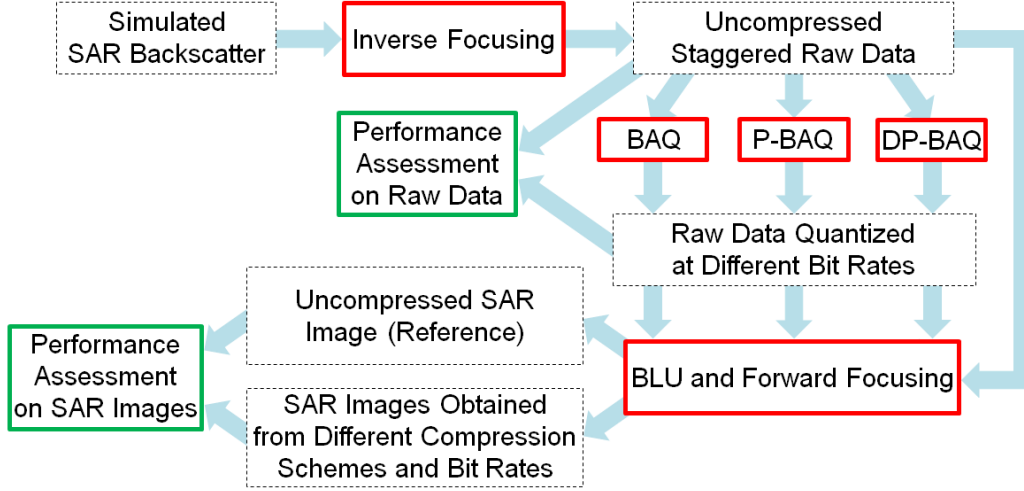 Simulated
SAR Backscatter
Inverse Focusing
Uncompressed
Staggered Raw Data
Performance
Assessment
on Raw Data
BAQ
P-BAQ
DP-BAQ
Raw Data Quantized
at Different Bit Rates
Uncompressed SAR
Image (Reference)
Performance
Assessment
on SAR Images
BLU and Forward Focusing
SAR Images Obtained
from Different Compression
Schemes and Bit Rates